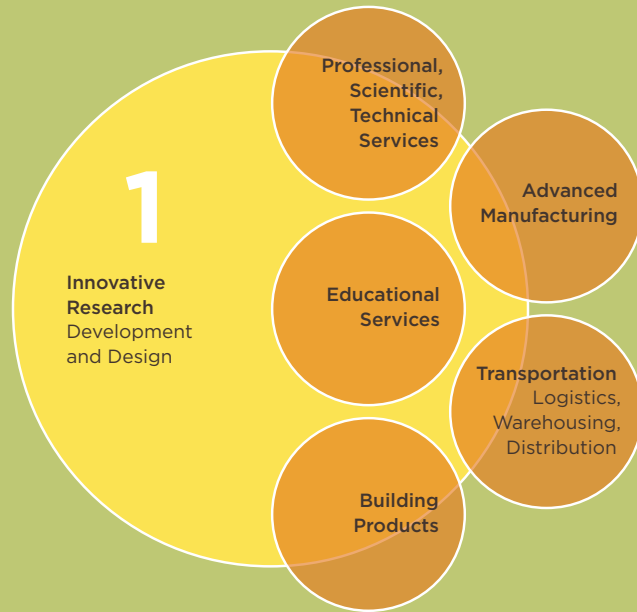 1
Innovative
Research
Development
and Design
Professional,
Scientific,
Technical
Services
Advanced
Manufacturing
Educational
Services
Transportation
Logistics,
Warehousing,
Distribution
Building
Products